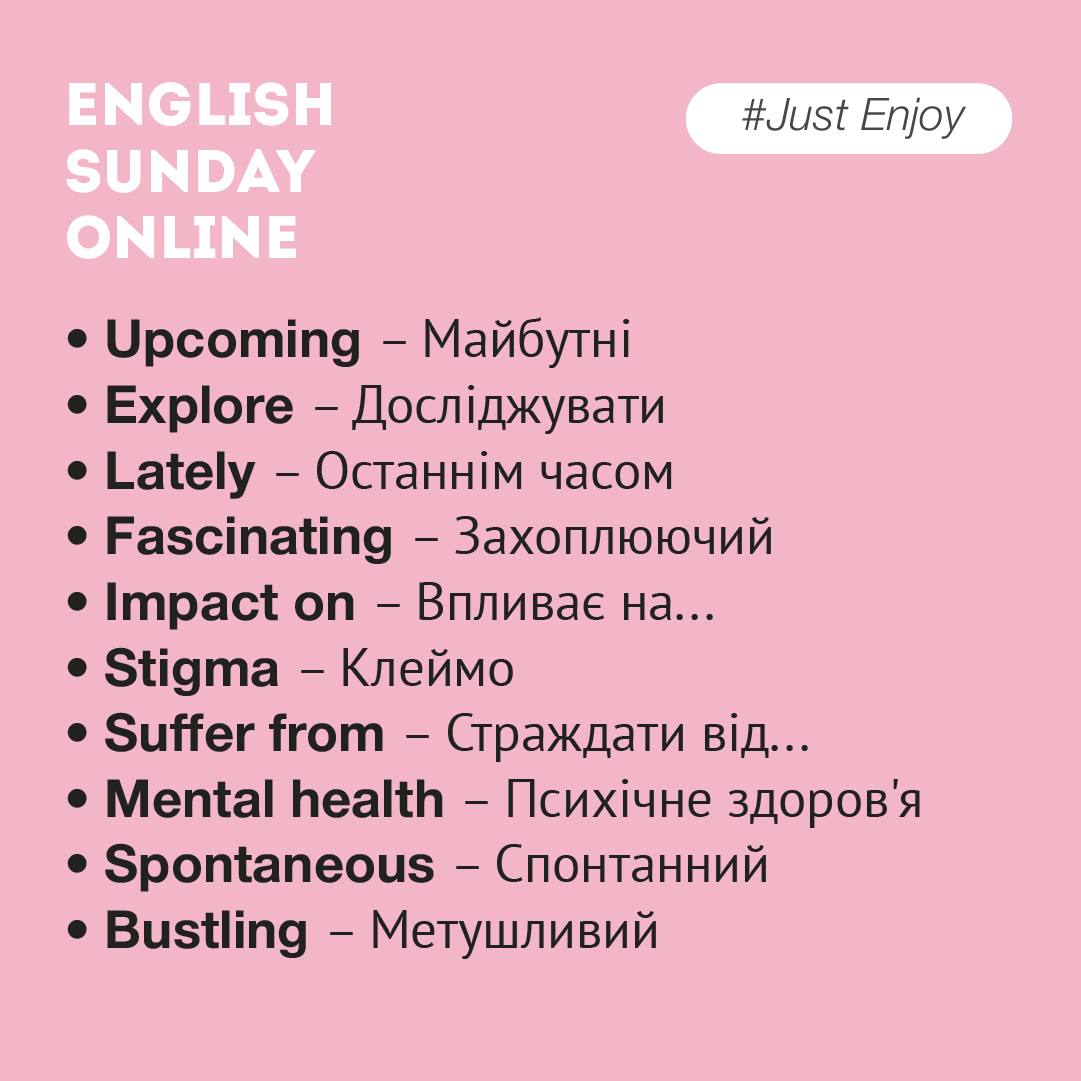 ENGLISH
SUNDAY
ONLINE
#Just Enjoy
• Upcoming – Майбутні
• Explore – Досліджувати
• Lately – Останнім часом
• Fascinating – Захоплюючий
• Impact on – Впливає на...
• Stigma – Клеймо
• Suffer from – Страждати від...
• Mental health – Психічне здоров'я
• Spontaneous – Спонтанний
• Bustling – Метушливий